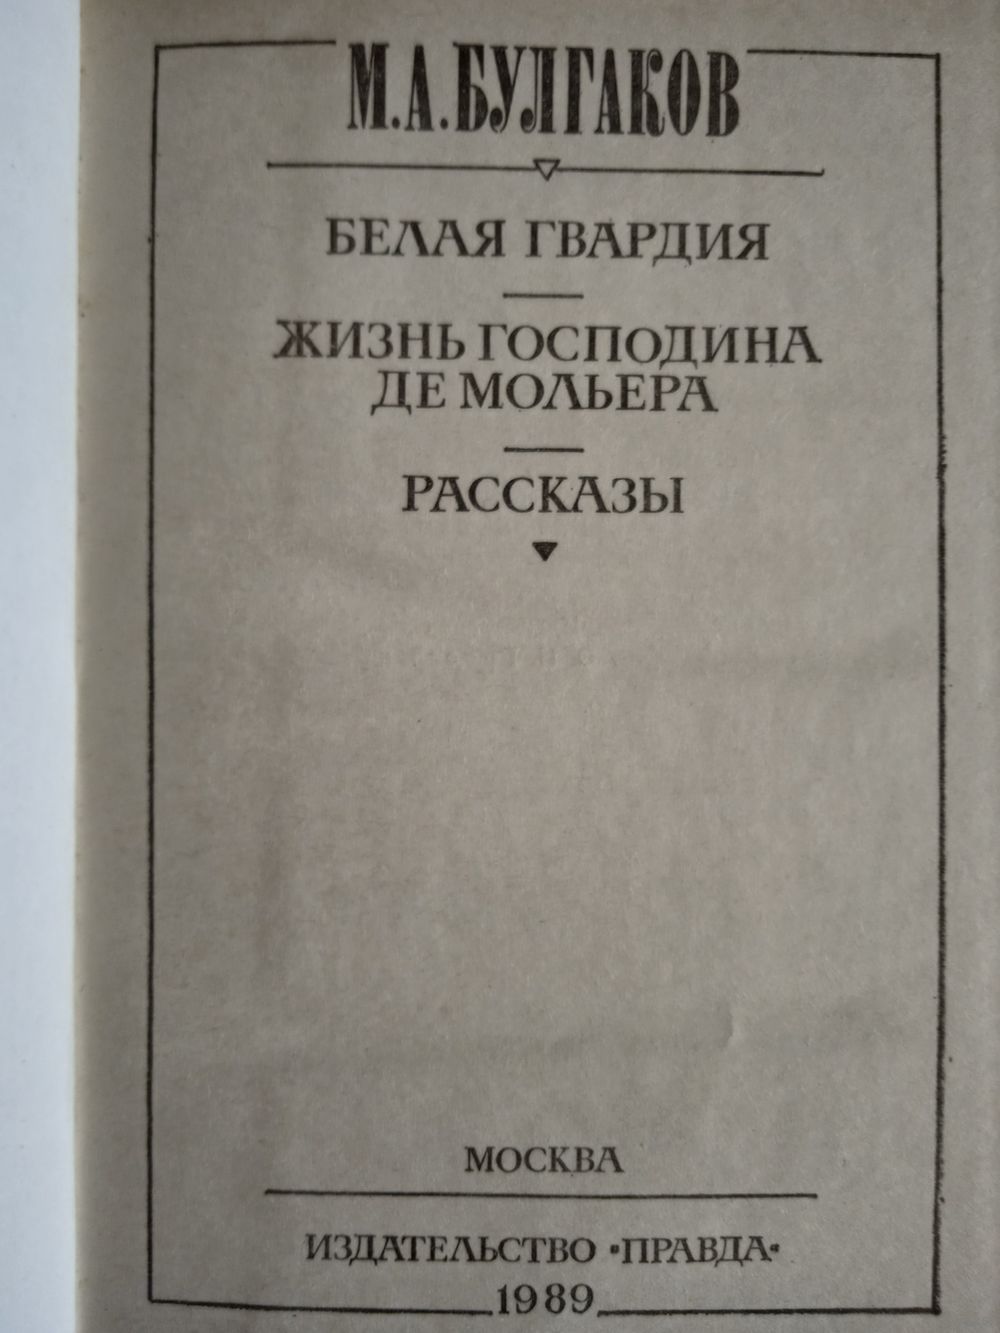 М.А.БУЛГАКОВ
БЕЛАЯ ГВАРДИЯ
ЖИЗНЬ ГОСПОДИНА
ДЕ МОЛЬЕРА
РАССКАЗЫ
МОСКВА
ИЗДАТЕЛЬСТВО «ПРАВДА»
1989